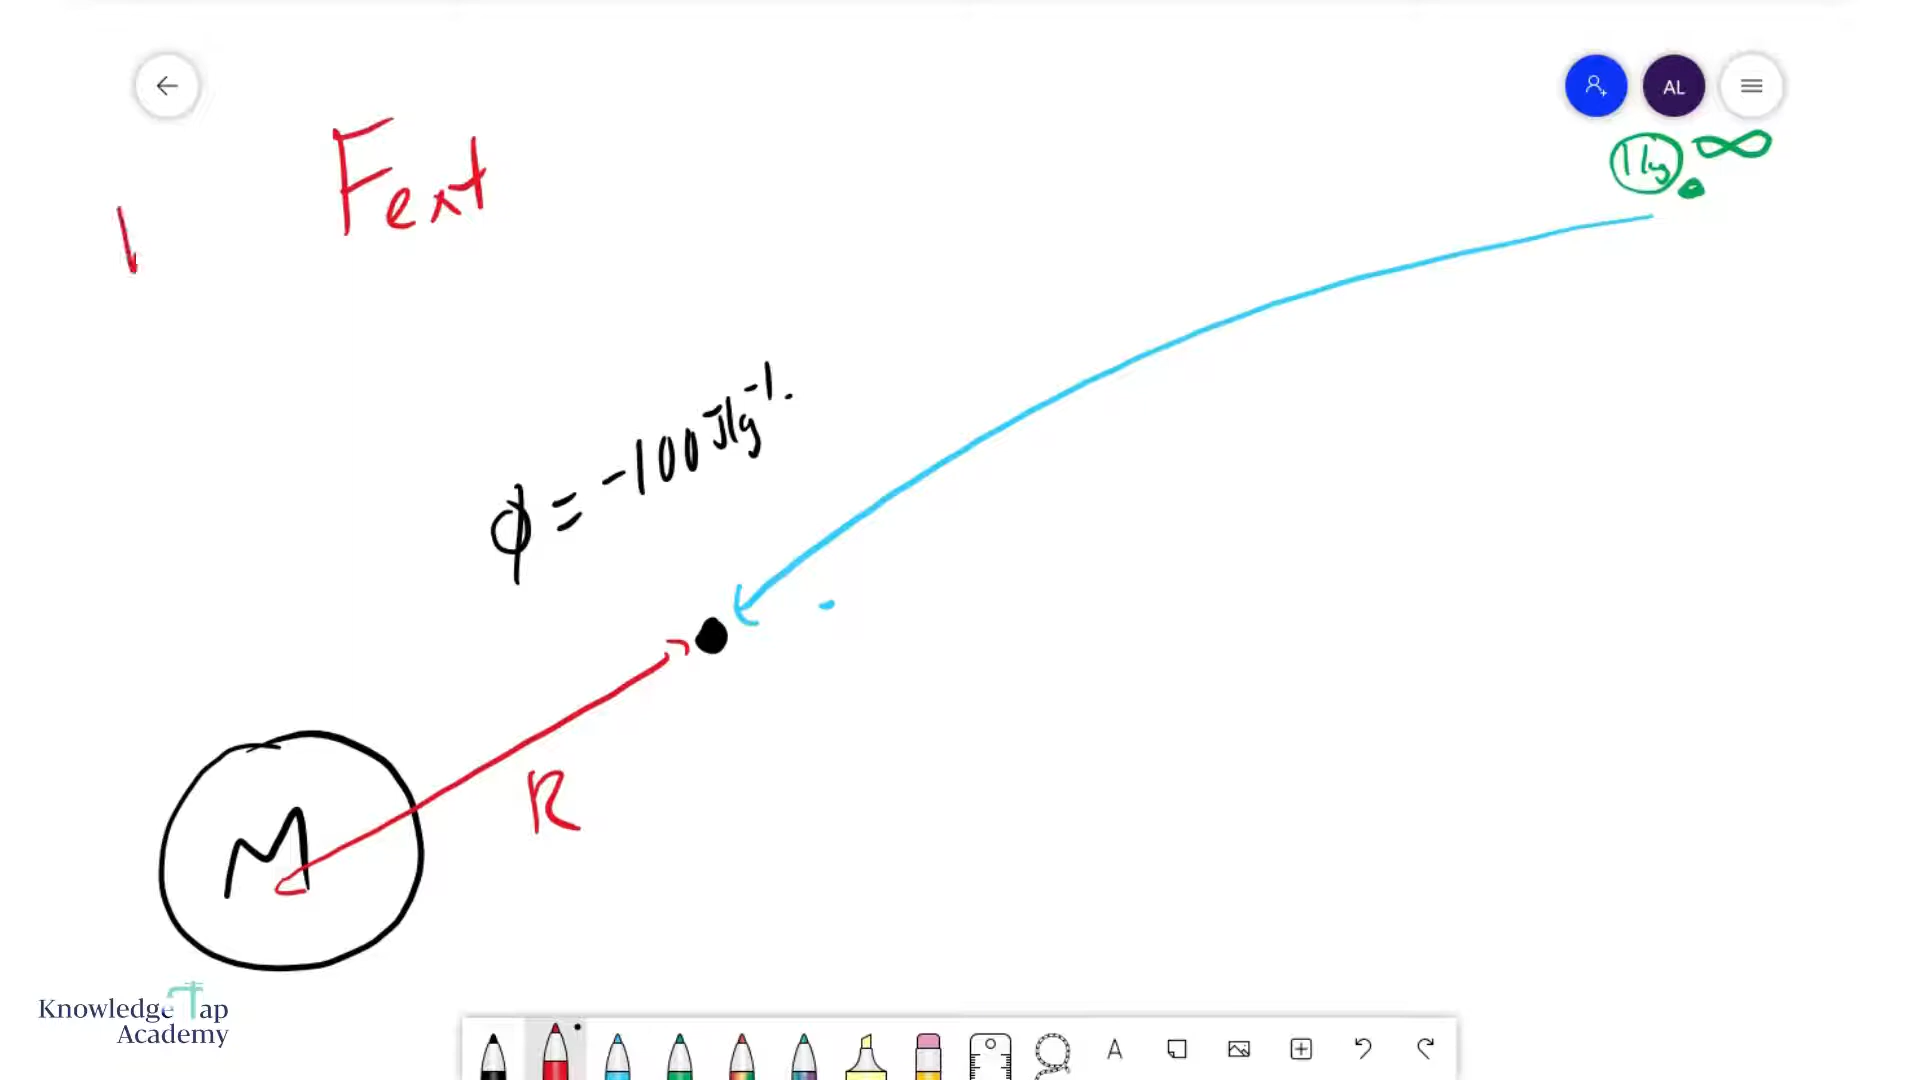 AL
Fext
1kg ∞
ϕ = -100 Jkg⁻¹.
R
M
Knowledge Tap
Academy
A